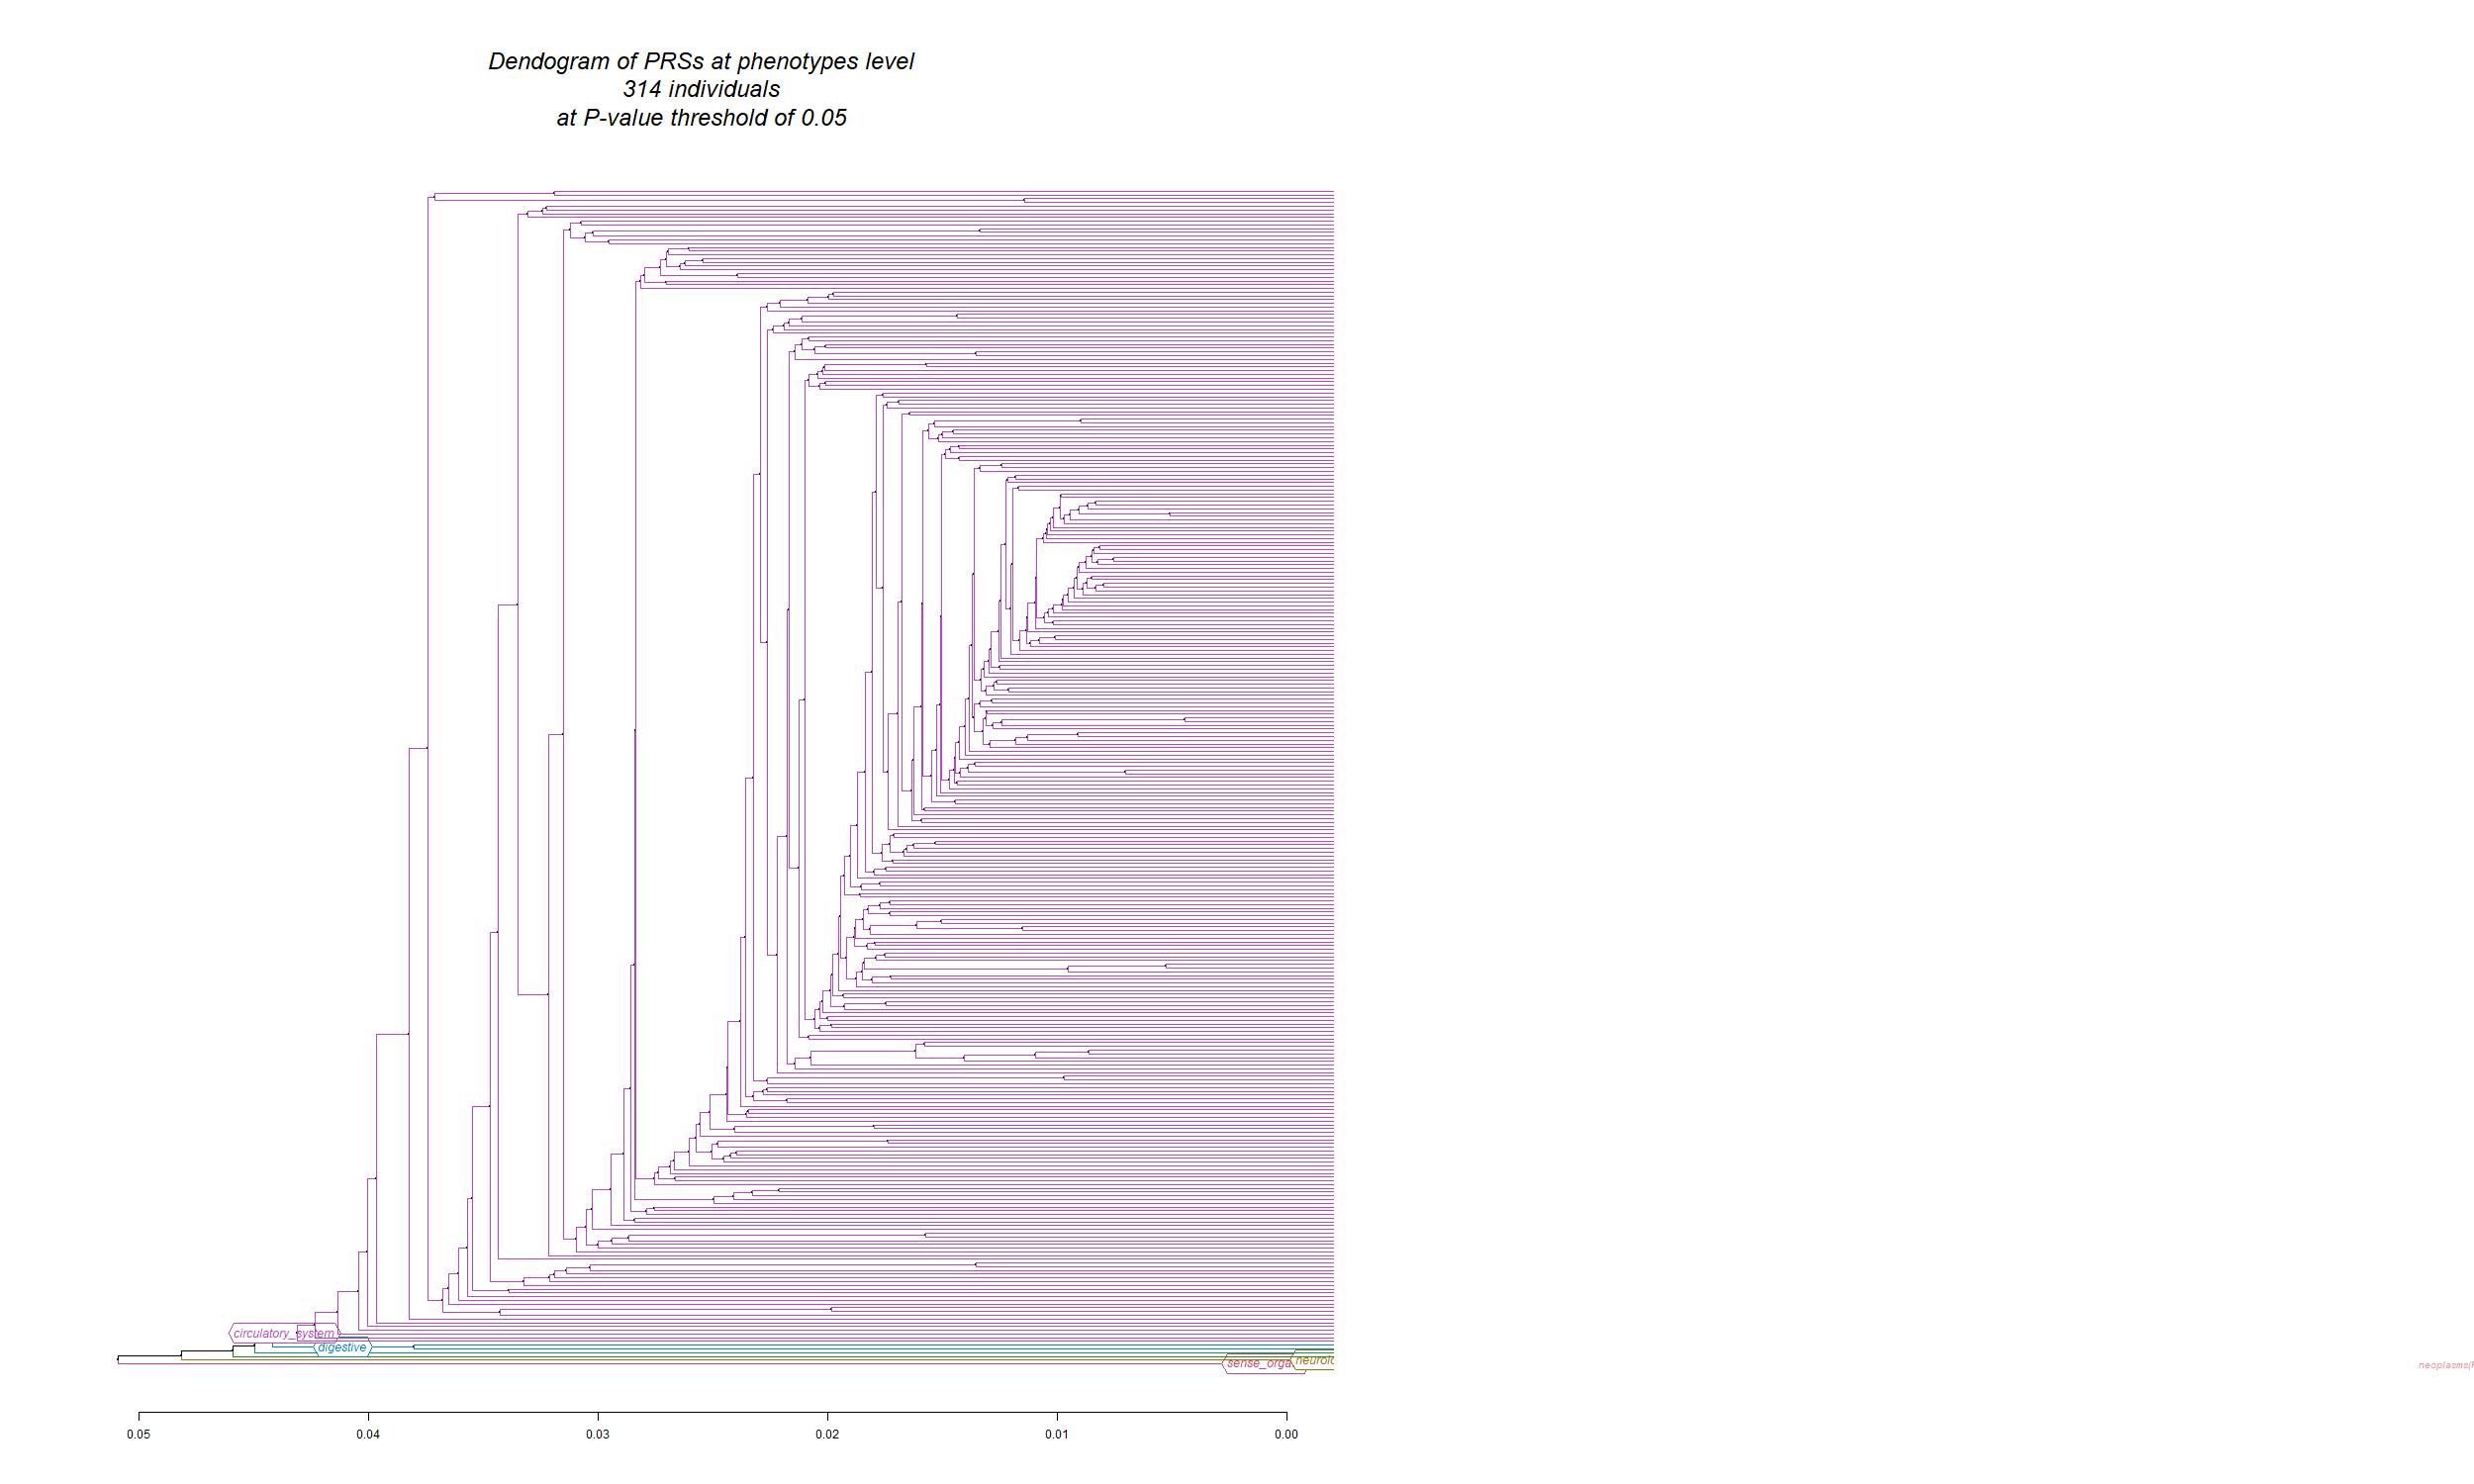 Dendogram of PRSs at phenotypes level
314 individuals
at P-value threshold of 0.05
circulatory_system
digestive
sense_orga
neurolo
neoplasms(
0.05 0.04 0.03 0.02 0.01 0.00